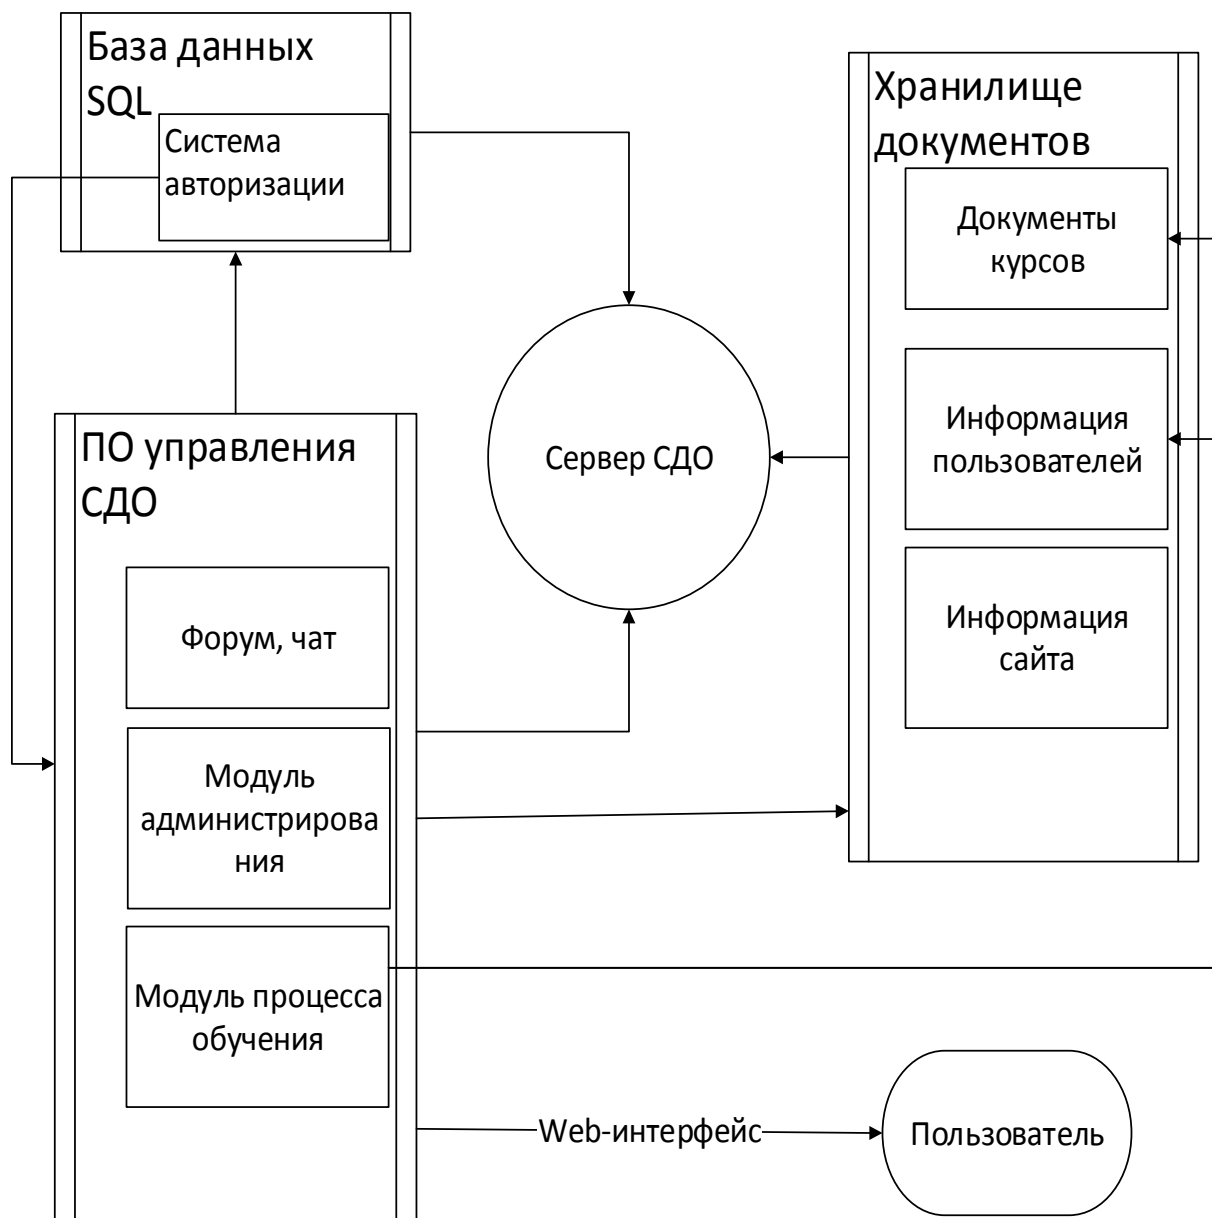 База данных
SQL
Система
авторизации
Хранилище
документов
Документы
курсов
Информация
пользователей
Информация
сайта
Сервер СДО
ПО управления
СДО
Форум, чат
Модуль
администрирова
ния
Модуль процесса
обучения
Web-интерфейс
Пользователь